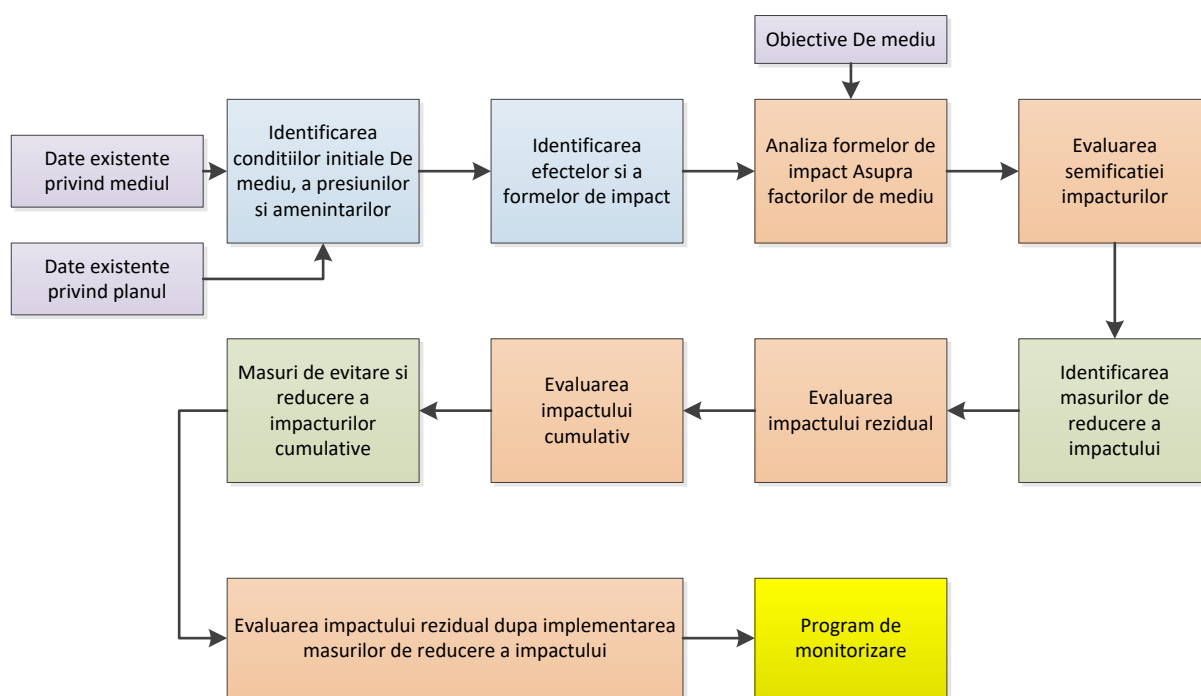 Obiective De mediu
Date existente
privind mediul
Identificarea
conditiilor initiale De
mediu, a presiunilor
si amenintarilor
Identificarea
efectelor si a
formelor de impact
Analiza formelor de
impact Asupra
factorilor de mediu
Evaluarea
semificatiei
impacturilor
Date existente
privind planul
Masuri de evitare si
reducere a
impacturilor
cumulative
Evaluarea
impactului
cumulativ
Evaluarea
impactului rezidual
Identificarea
masurilor de
reducere a
impactului
Evaluarea impactului rezidual dupa implementarea
masurilor de reducere a impactului
Program de
monitorizare